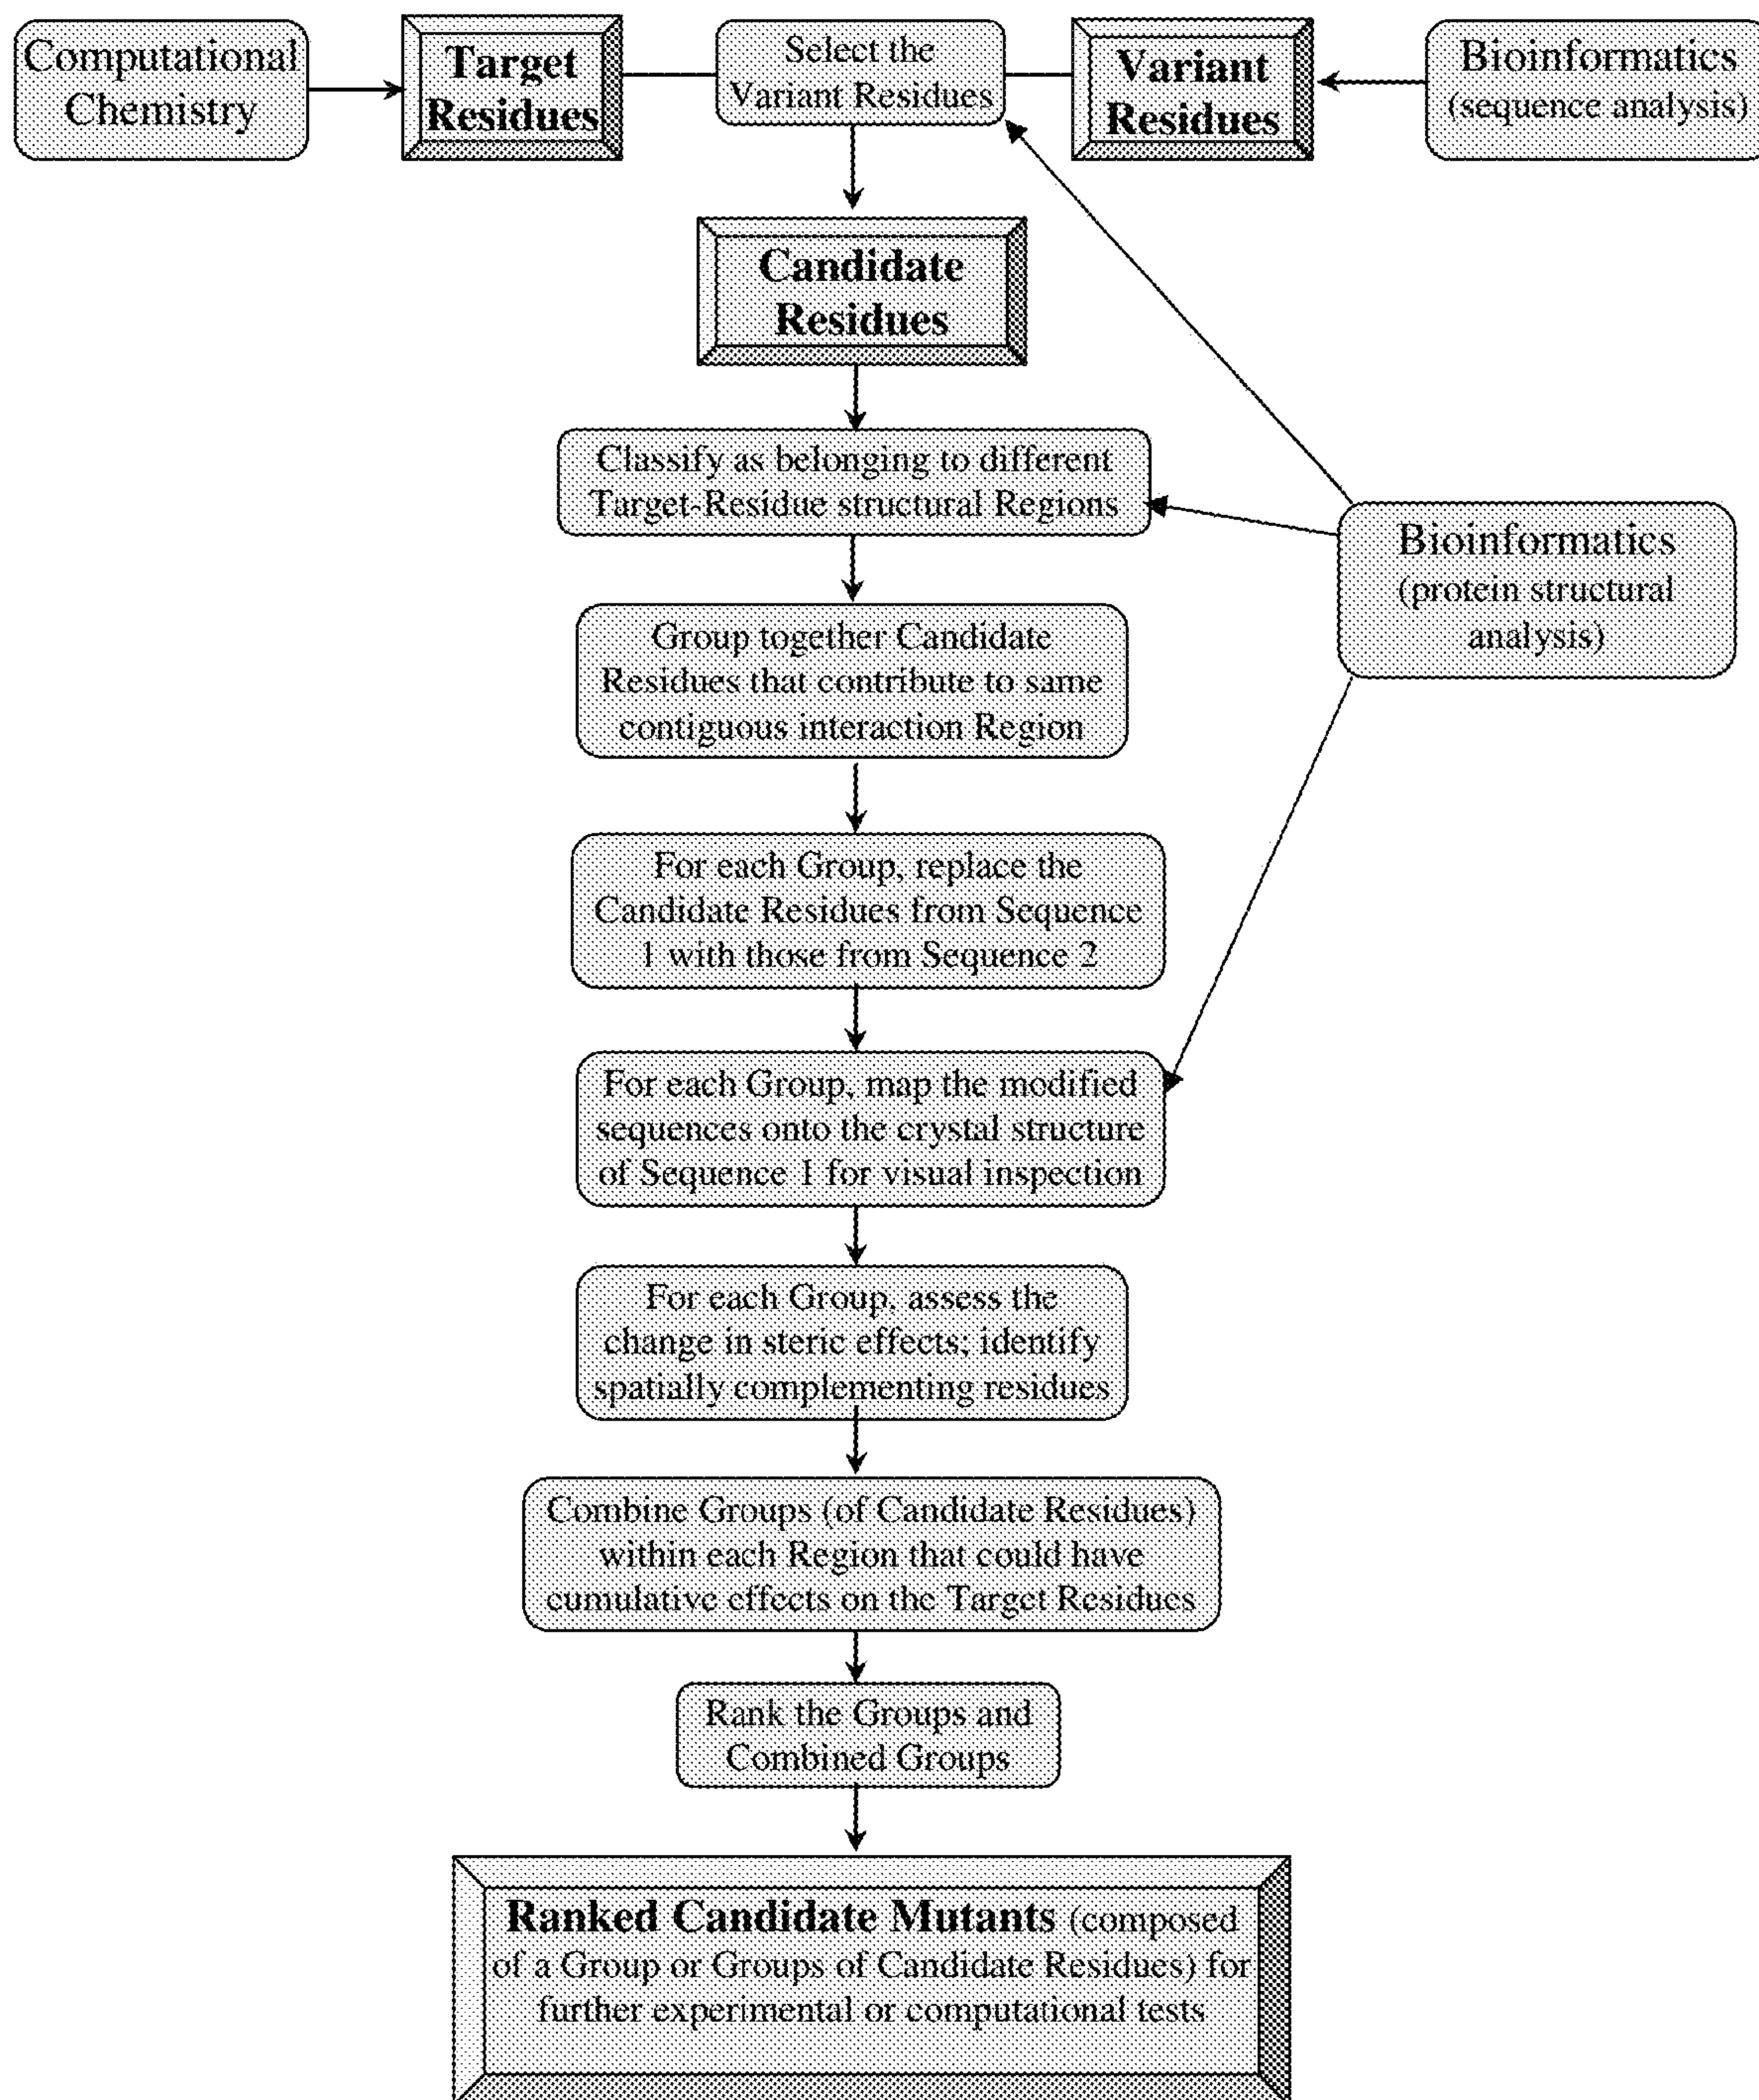 Computational
Chemistry
Target
Residues
Select the
Variant Residues
Variant
Residues
Bioinformatics
(sequence analysis)
Candidate
Residues
Classify as belonging to different
Target-Residue structural Regions
Bioinformatics
(protein structural
analysis)
Group together Candidate
Residues that contribute to same
contiguous interaction Region
For each Group, replace the
Candidate Residues from Sequence
1 with those from Sequence 2
For each Group, map the modified
sequences onto the crystal structure
of Sequence 1 for visual inspection
For each Group, assess the
change in steric effects; identify
spatially complementing residues
Combine Groups (of Candidate Residues)
within each Region that could have
cumulative effects on the Target Residues
Rank the Groups and
Combined Groups
Ranked Candidate Mutants (composed
of a Group or Groups of Candidate Residues) for
further experimental or computational tests